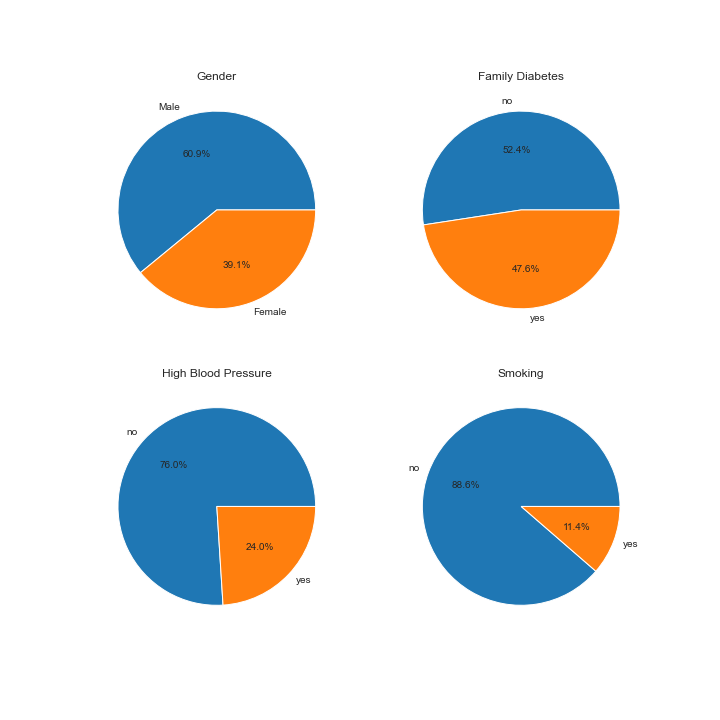 Gender
Male
60.9%
39.1%
Female
Family Diabetes
no
52.4%
47.6%
yes
High Blood Pressure
no
76.0%
24.0%
yes
Smoking
no
88.6%
11.4%
yes